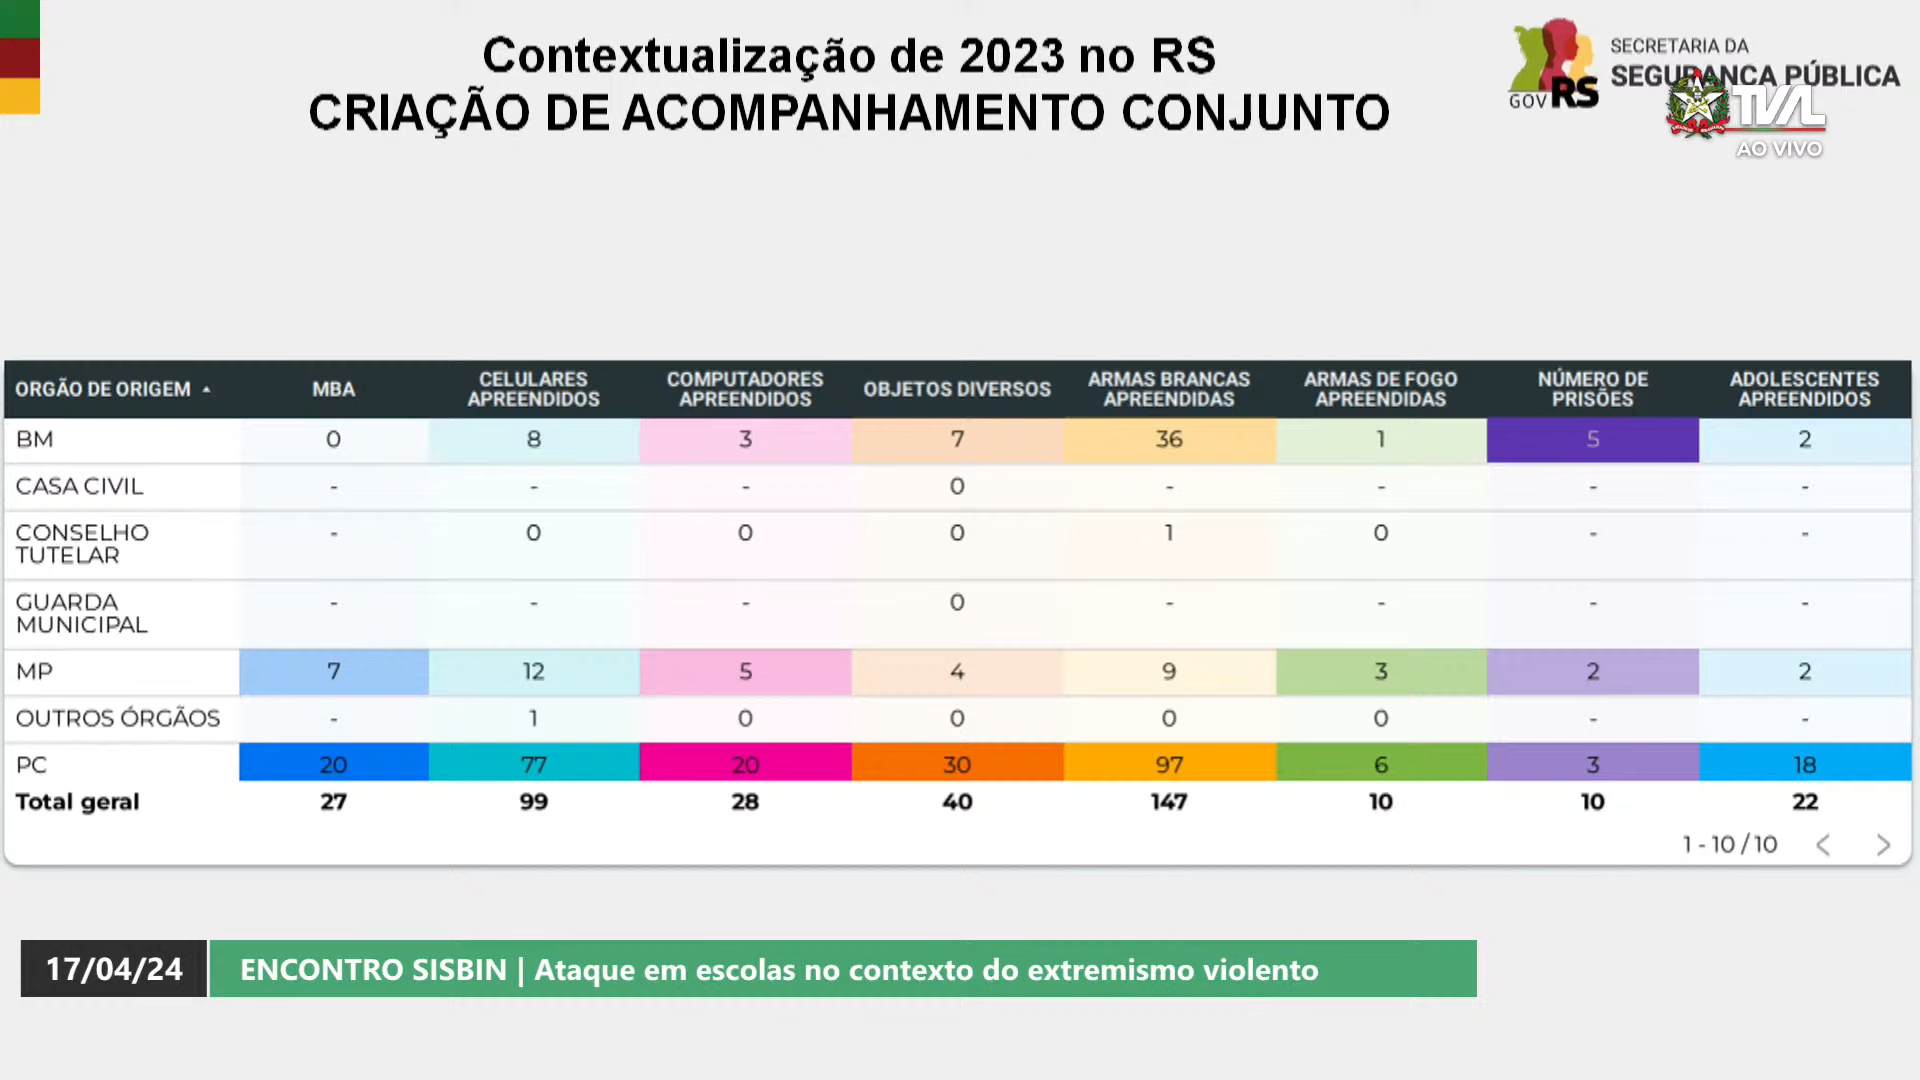 Contextualização de 2023 no RS
CRIAÇÃO DE ACOMPANHAMENTO CONJUNTO
GOV RS
SECRETARIA DA
SEGURANÇA PÚBLICA
TVAL
AO VIVO
ORGÃO DE ORIGEM MBA CELULARES APREENDIDOS COMPUTADORES APREENDIDOS OBJETOS DIVERSOS ARMAS BRANCAS APREENDIDAS ARMAS DE FOGO APREENDIDAS NÚMERO DE PRISÕES ADOLESCENTES APREENDIDOS
BM 0 8 3 7 36 1 5 2
CASA CIVIL - - - 0 - - - -
CONSELHO TUTELAR - 0 0 0 1 0 - -
GUARDA MUNICIPAL - - - 0 - - - -
MP 7 12 5 4 9 3 2 2
OUTROS ÓRGÃOS - 1 0 0 0 0 - -
PC 20 77 20 30 97 6 3 18
Total geral 27 99 28 40 147 10 10 22
1 - 10 / 10 < >
17/04/24 ENCONTRO SISBIN | Ataque em escolas no contexto do extremismo violento